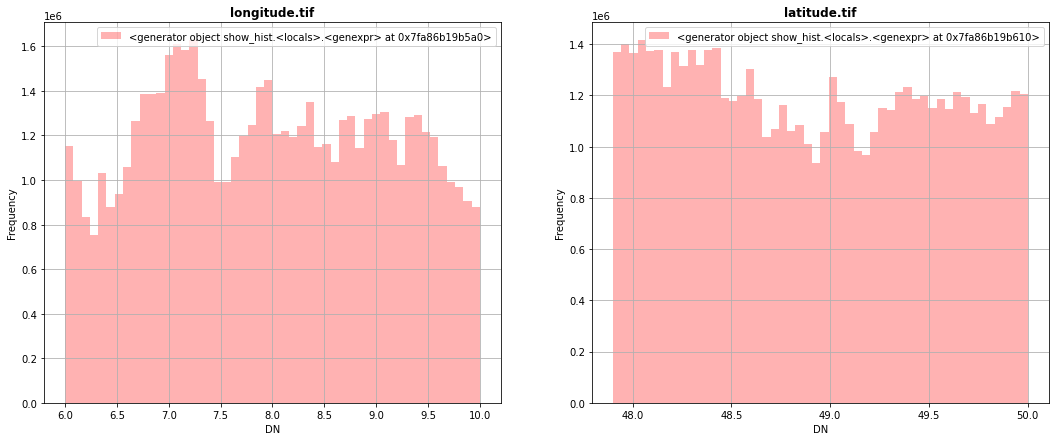 longitude.tif
1e6
<generator object show_hist.<locals>.<genexpr> at 0x7fa86b19b5a0>
1.6
1.4
1.2
1.0
0.8
0.6
0.4
0.2
0.0
Frequency
6.0 6.5 7.0 7.5 8.0 8.5 9.0 9.5 10.0
DN
latitude.tif
1e6
<generator object show_hist.<locals>.<genexpr> at 0x7fa86b19b610>
1.4
1.2
1.0
0.8
0.6
0.4
0.2
0.0
Frequency
48.0 48.5 49.0 49.5 50.0
DN